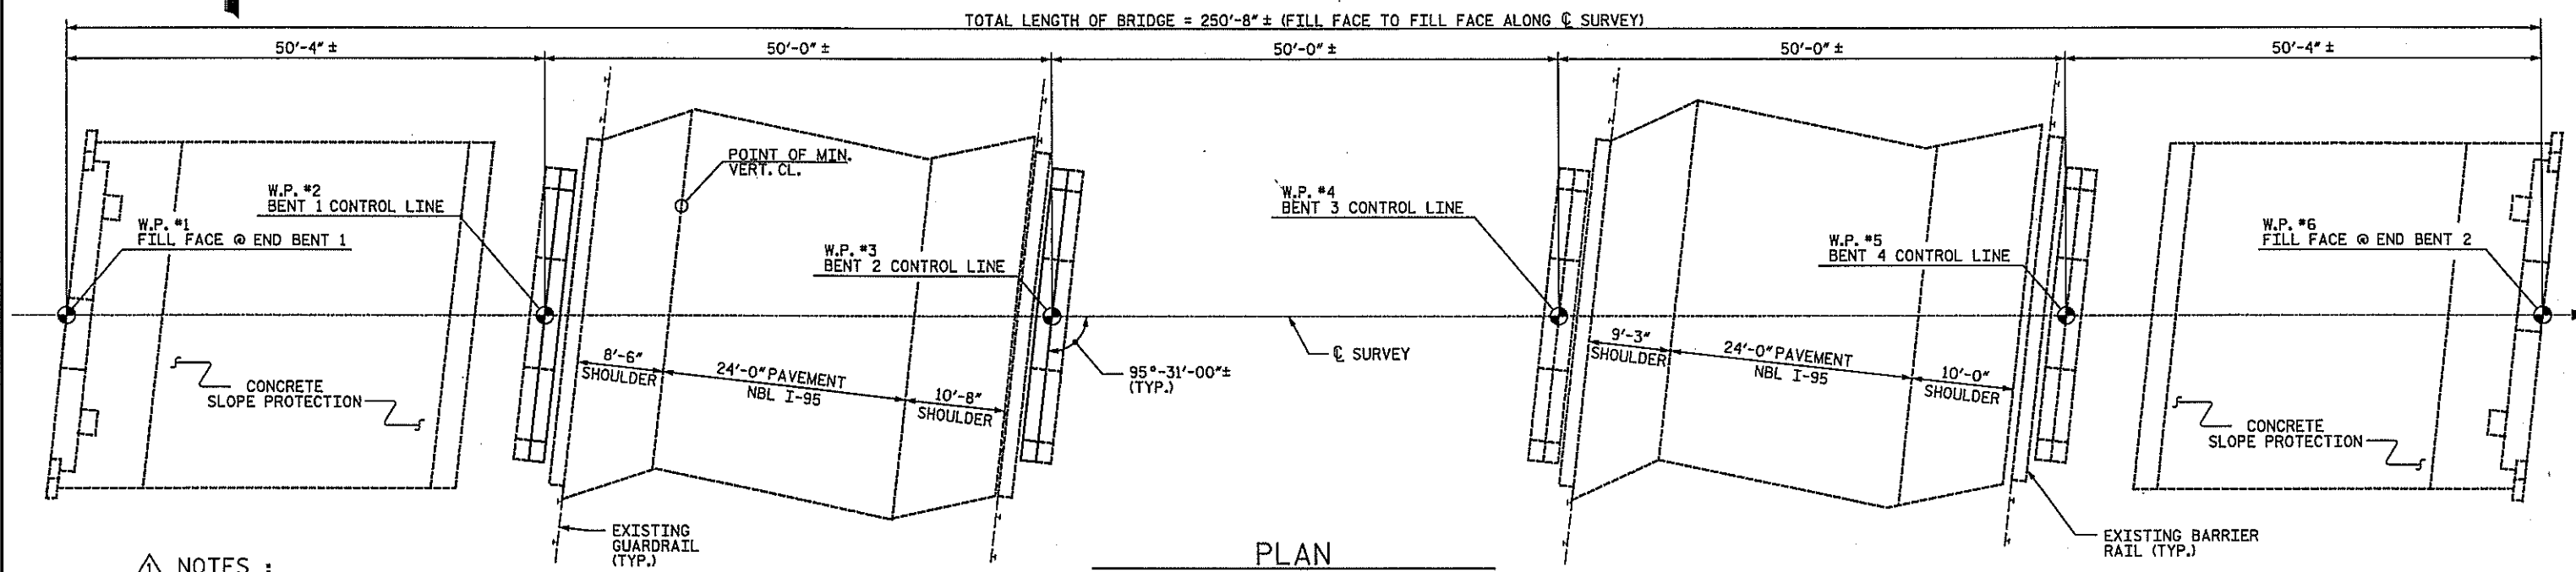 TOTAL LENGTH OF BRIDGE = 250'-8" ± (FILL FACE TO FILL FACE ALONG ℄ SURVEY)
50'-4" ±
50'-0" ±
50'-0" ±
50'-0" ±
50'-4" ±
POINT OF MIN.
VERT. CL.
W.P. #2
BENT 1 CONTROL LINE
W.P. #1
FILL FACE @ END BENT 1
W.P. #3
BENT 2 CONTROL LINE
W.P. #4
BENT 3 CONTROL LINE
W.P. #5
BENT 4 CONTROL LINE
W.P. #6
FILL FACE @ END BENT 2
8'-6"
SHOULDER
24'-0" PAVEMENT
NBL I-95
10'-8"
SHOULDER
95°-31'-00"±
(TYP.)
℄ SURVEY
9'-3"
SHOULDER
24'-0" PAVEMENT
NBL I-95
10'-0"
SHOULDER
CONCRETE
SLOPE PROTECTION
CONCRETE
SLOPE PROTECTION
EXISTING
GUARDRAIL
(TYP.)
EXISTING BARRIER
RAIL (TYP.)
PLAN
1 NOTES :